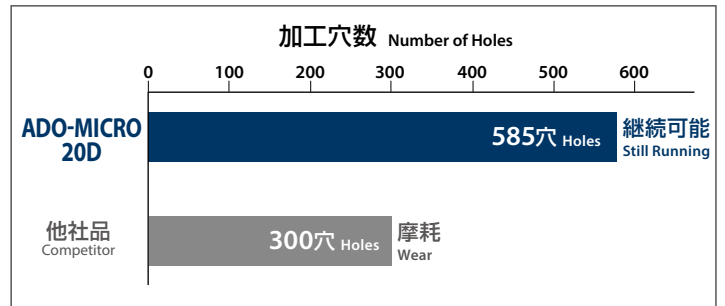 加工穴数 Number of Holes
0 100 200 300 400 500 600
ADO-MICRO
20D
585穴 Holes
継続可能
Still Running
他社品
Competitor
300穴 Holes
摩耗
Wear